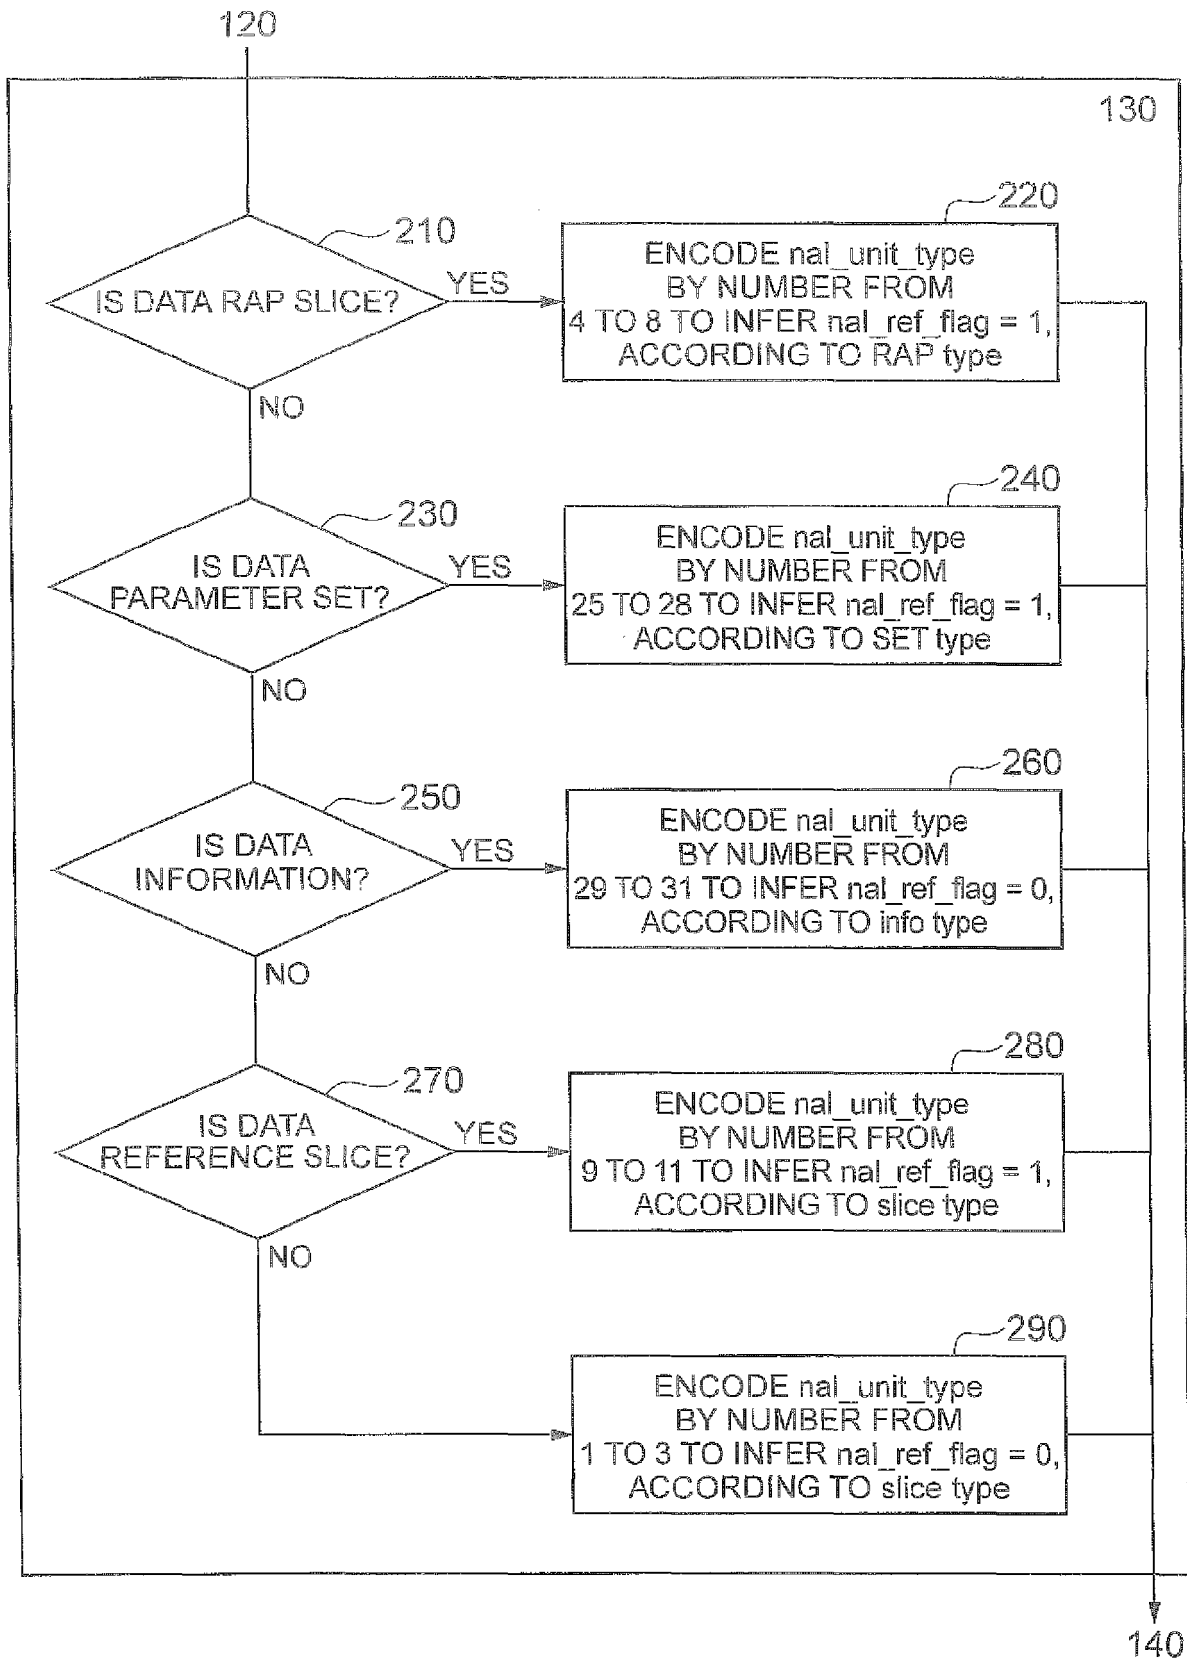 120
130
210
IS DATA RAP SLICE?
YES
NO
220
ENCODE nal_unit_type
BY NUMBER FROM
4 TO 8 TO INFER nal_ref_flag = 1,
ACCORDING TO RAP type
230
IS DATA
PARAMETER SET?
YES
NO
240
ENCODE nal_unit_type
BY NUMBER FROM
25 TO 28 TO INFER nal_ref_flag = 1,
ACCORDING TO SET type
250
IS DATA
INFORMATION?
YES
NO
260
ENCODE nal_unit_type
BY NUMBER FROM
29 TO 31 TO INFER nal_ref_flag = 0,
ACCORDING TO info type
270
IS DATA
REFERENCE SLICE?
YES
NO
280
ENCODE nal_unit_type
BY NUMBER FROM
9 TO 11 TO INFER nal_ref_flag = 1,
ACCORDING TO slice type
290
ENCODE nal_unit_type
BY NUMBER FROM
1 TO 3 TO INFER nal_ref_flag = 0,
ACCORDING TO slice type
140